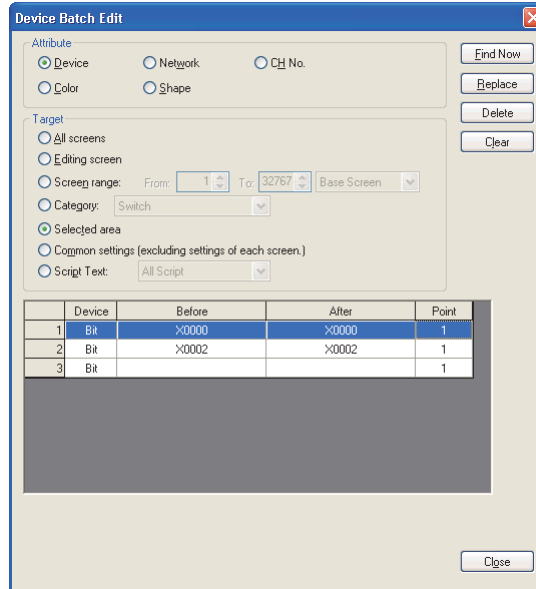 Device Batch Edit
Attribute
Device Network CH No.
Color Shape
Find Now
Replace
Delete
Clear
Target
All screens
Editing screen
Screen range: From: 1 To: 32767 Base Screen
Category: Switch
Selected area
Common settings (excluding settings of each screen.)
Script Text: All Script
Device Before After Point
1 Bit X0000 X0000 1
2 Bit X0002 X0002 1
3 Bit 1
Close